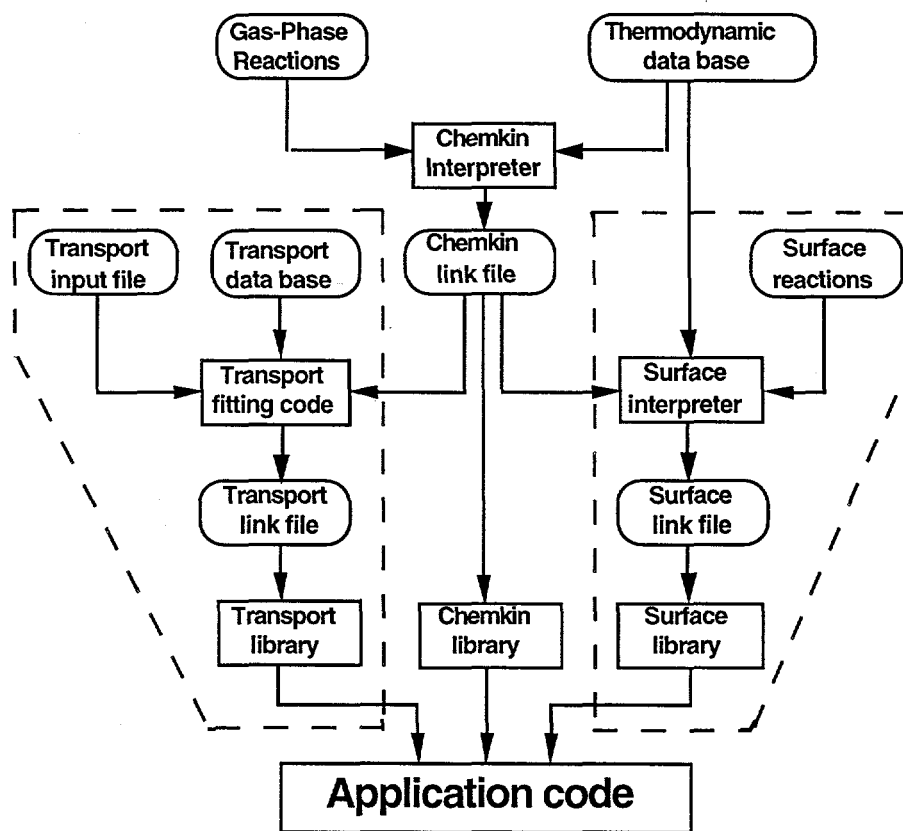 Gas-Phase
Reactions
Thermodynamic
data base
Chemkin
Interpreter
Transport
input file
Transport
data base
Chemkin
link file
Surface
reactions
Transport
fitting code
Surface
interpreter
Transport
link file
Surface
link file
Transport
library
Chemkin
library
Surface
library
Application code